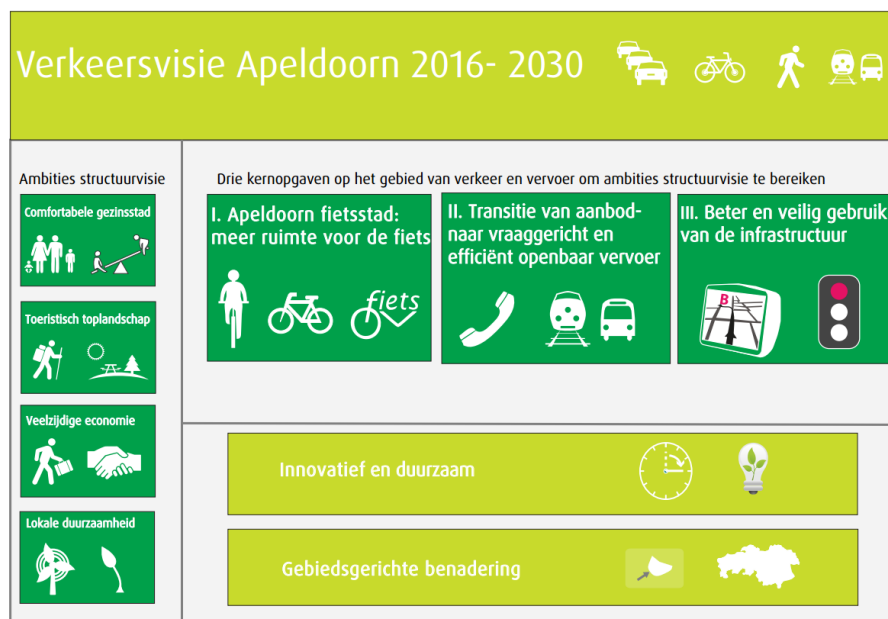 Verkeersvisie Apeldoorn 2016- 2030
Ambities structuurvisie
Comfortabele gezinsstad
Toeristisch toplandschap
Veelzijdige economie
Lokale duurzaamheid
Drie kernopgaven op het gebied van verkeer en vervoer om ambities structuurvisie te bereiken
I. Apeldoorn fietsstad:
meer ruimte voor de fiets
fiets
II. Transitie van aanbod-
naar vraaggericht en
efficiënt openbaar vervoer
III. Beter en veilig gebruik
van de infrastructuur
B
Innovatief en duurzaam
Gebiedsgerichte benadering